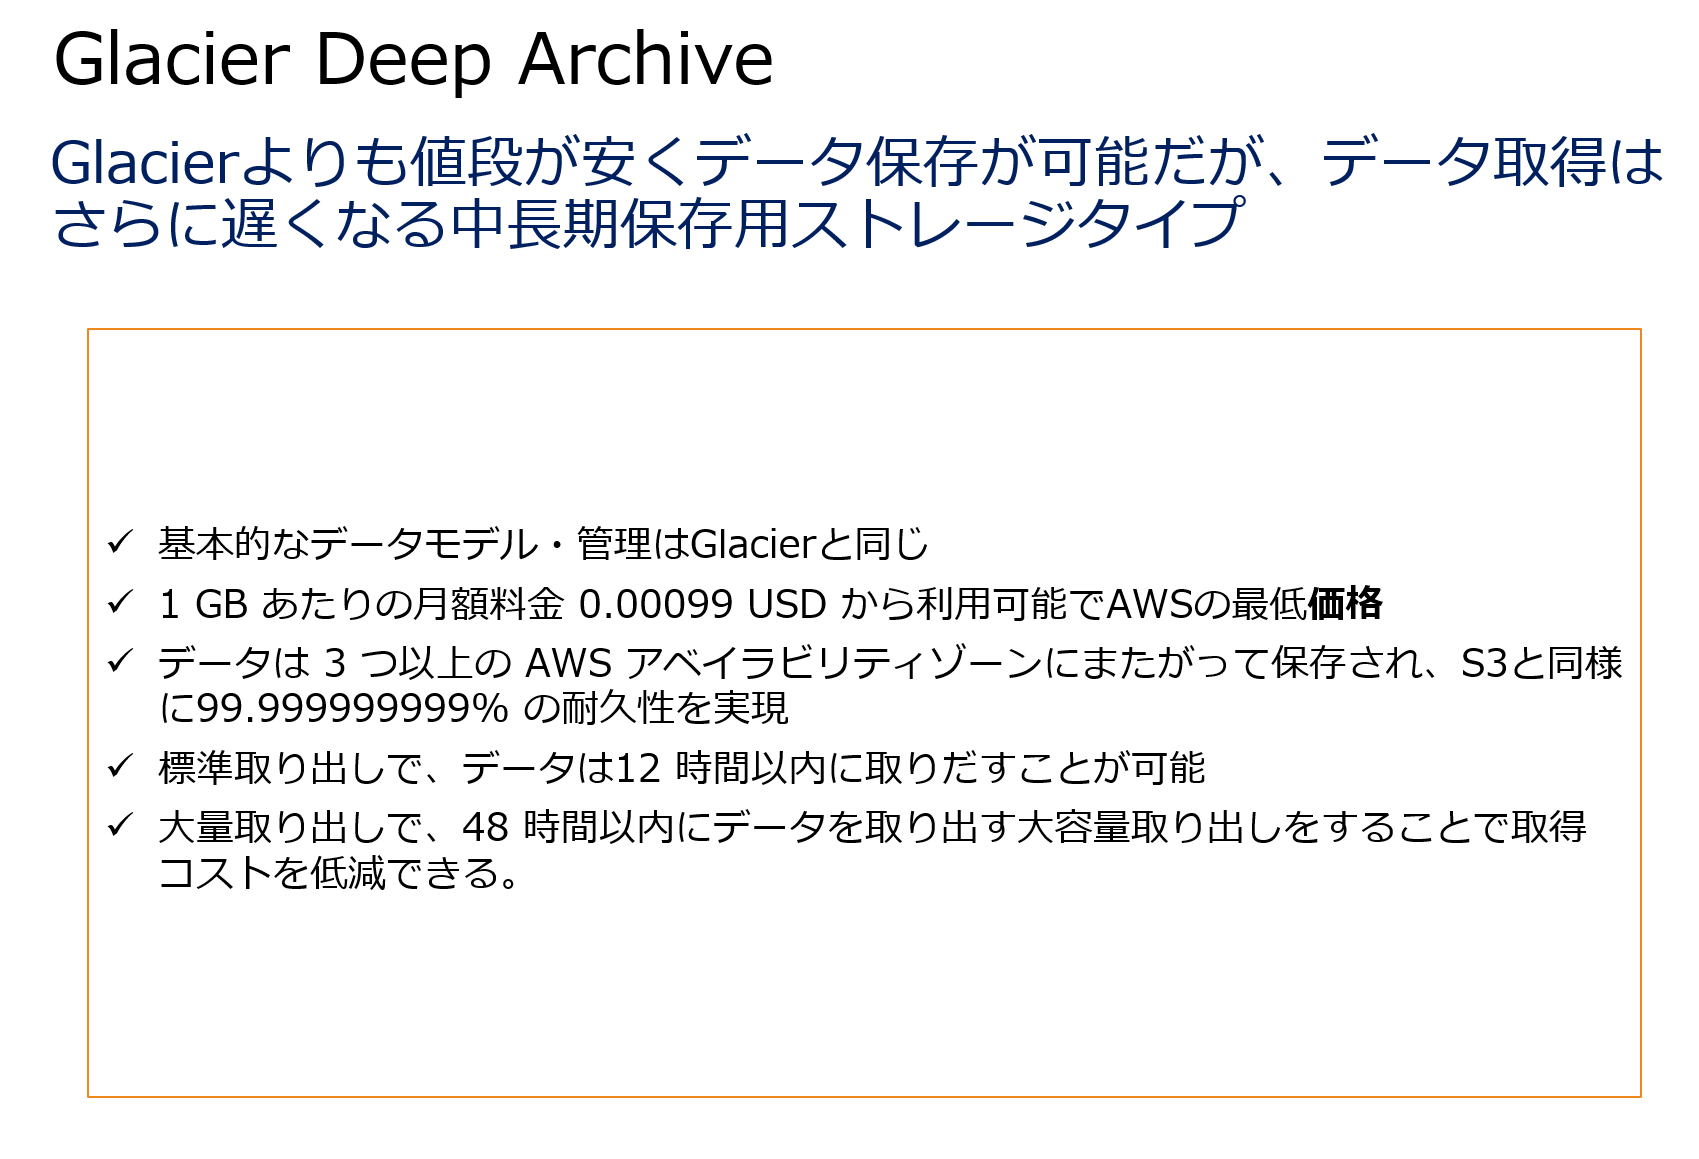 Glacier Deep Archive
Glacierよりも値段が安くデータ保存が可能だが、データ取得は
さらに遅くなる中長期保存用ストレージタイプ
✓ 基本的なデータモデル・管理はGlacierと同じ
✓ 1 GB あたりの月額料金 0.00099 USD から利用可能でAWSの最低価格
✓ データは 3 つ以上の AWS アベイラビリティゾーンにまたがって保存され、S3と同様
に99.999999999% の耐久性を実現
✓ 標準取り出しで、データは12 時間以内に取りだすことが可能
✓ 大量取り出しで、48 時間以内にデータを取り出す大容量取り出しをすることで取得
コストを低減できる。